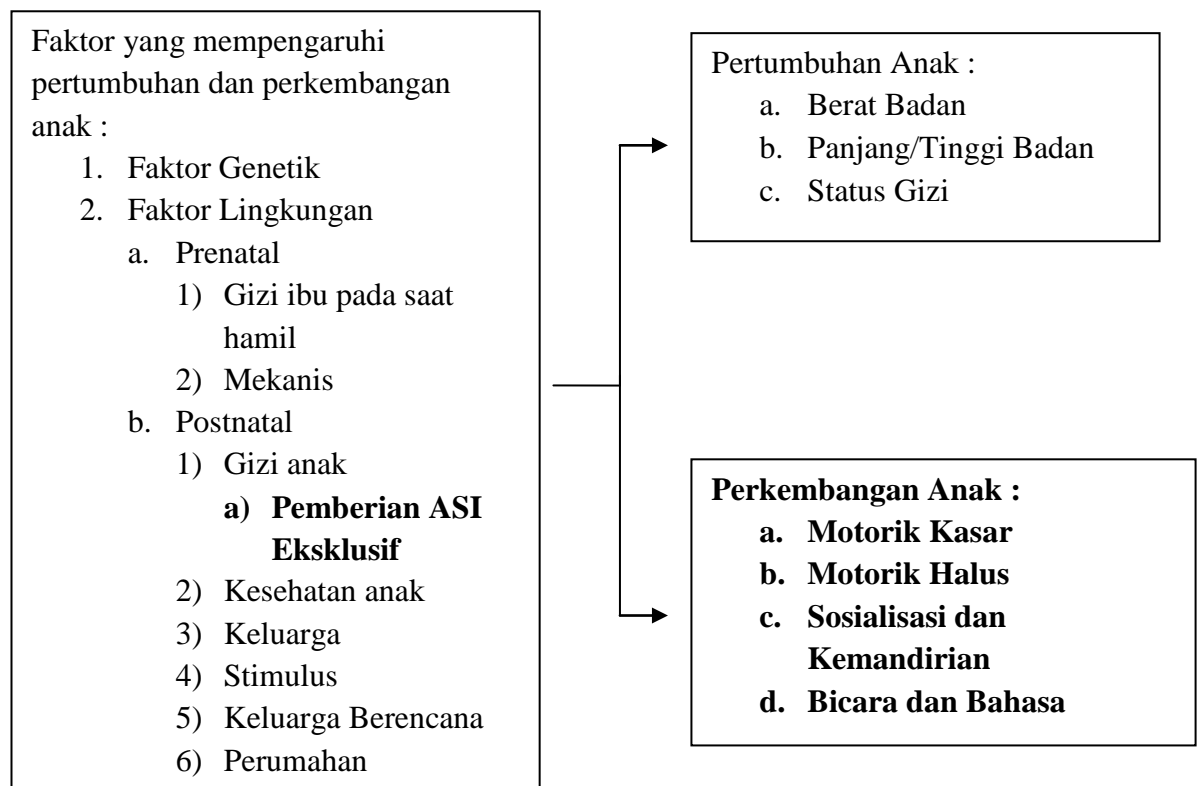 Faktor yang mempengaruhi
pertumbuhan dan perkembangan
anak :
1. Faktor Genetik
2. Faktor Lingkungan
a. Prenatal
1) Gizi ibu pada saat
hamil
2) Mekanis
b. Postnatal
1) Gizi anak
a) Pemberian ASI
Eksklusif
2) Kesehatan anak
3) Keluarga
4) Stimulus
5) Keluarga Berencana
6) Perumahan
Pertumbuhan Anak :
a. Berat Badan
b. Panjang/Tinggi Badan
c. Status Gizi
Perkembangan Anak :
a. Motorik Kasar
b. Motorik Halus
c. Sosialisasi dan
Kemandirian
d. Bicara dan Bahasa